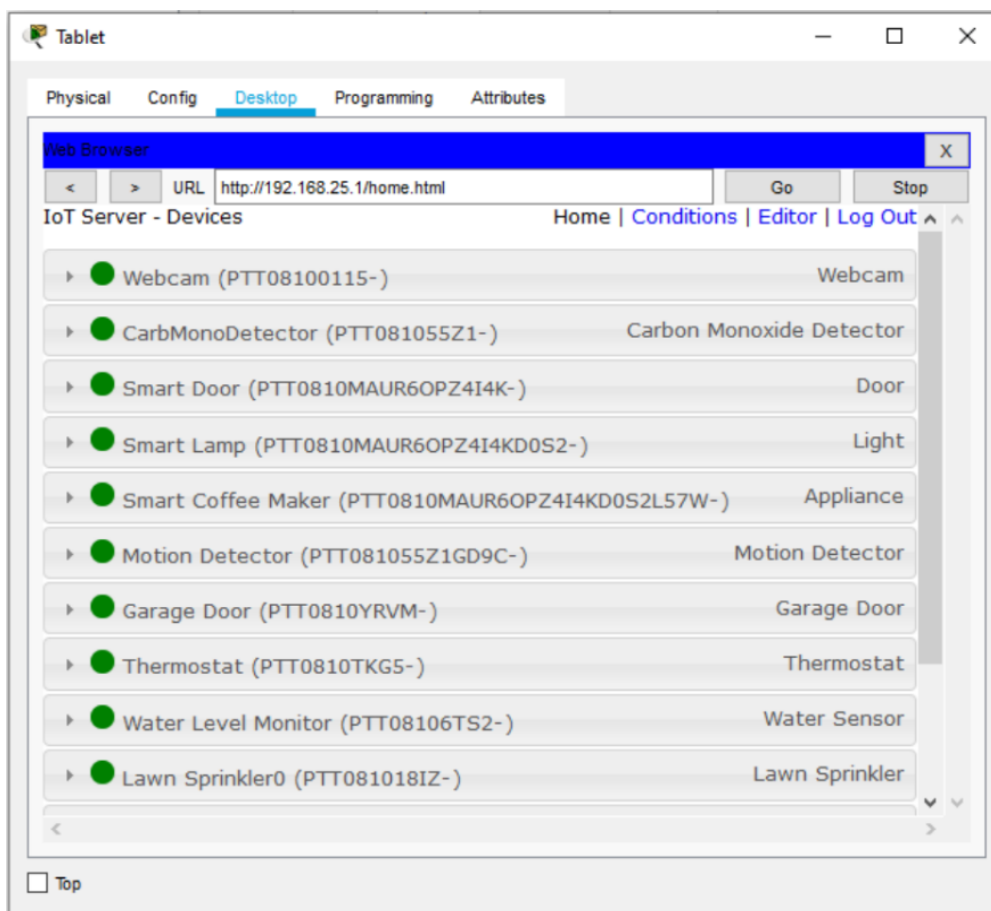 Tablet
Physical Config Desktop Programming Attributes
Web Browser X
< > URL http://192.168.25.1/home.html Go Stop
IoT Server - Devices Home | Conditions | Editor | Log Out
Webcam (PTT08100115-) Webcam
CarbMonoDetector (PTT081055Z1-) Carbon Monoxide Detector
Smart Door (PTT0810MAUR6OPZ4I4K-) Door
Smart Lamp (PTT0810MAUR6OPZ4I4KD0S2-) Light
Smart Coffee Maker (PTT0810MAUR6OPZ4I4KD0S2L57W-) Appliance
Motion Detector (PTT081055Z1GD9C-) Motion Detector
Garage Door (PTT0810YRVM-) Garage Door
Thermostat (PTT0810TKG5-) Thermostat
Water Level Monitor (PTT08106TS2-) Water Sensor
Lawn Sprinkler0 (PTT081018IZ-) Lawn Sprinkler
Top